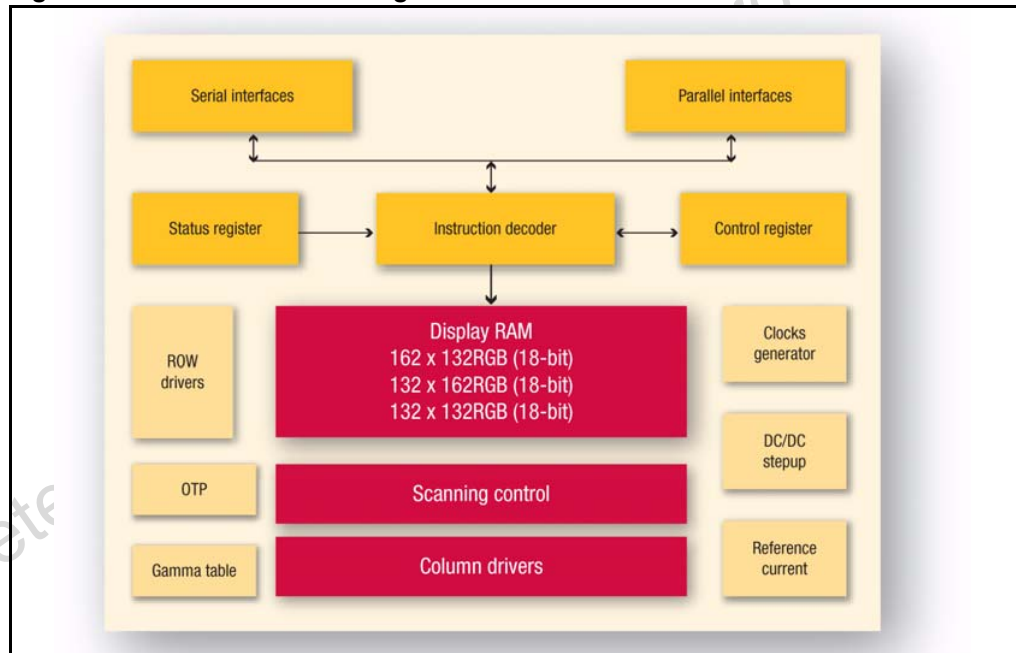 Serial interfaces
Parallel interfaces
Status register
Instruction decoder
Control register
ROW
drivers
Display RAM
162 x 132RGB (18-bit)
132 x 162RGB (18-bit)
132 x 132RGB (18-bit)
Clocks
generator
DC/DC
stepup
OTP
Scanning control
Gamma table
Column drivers
Reference
current